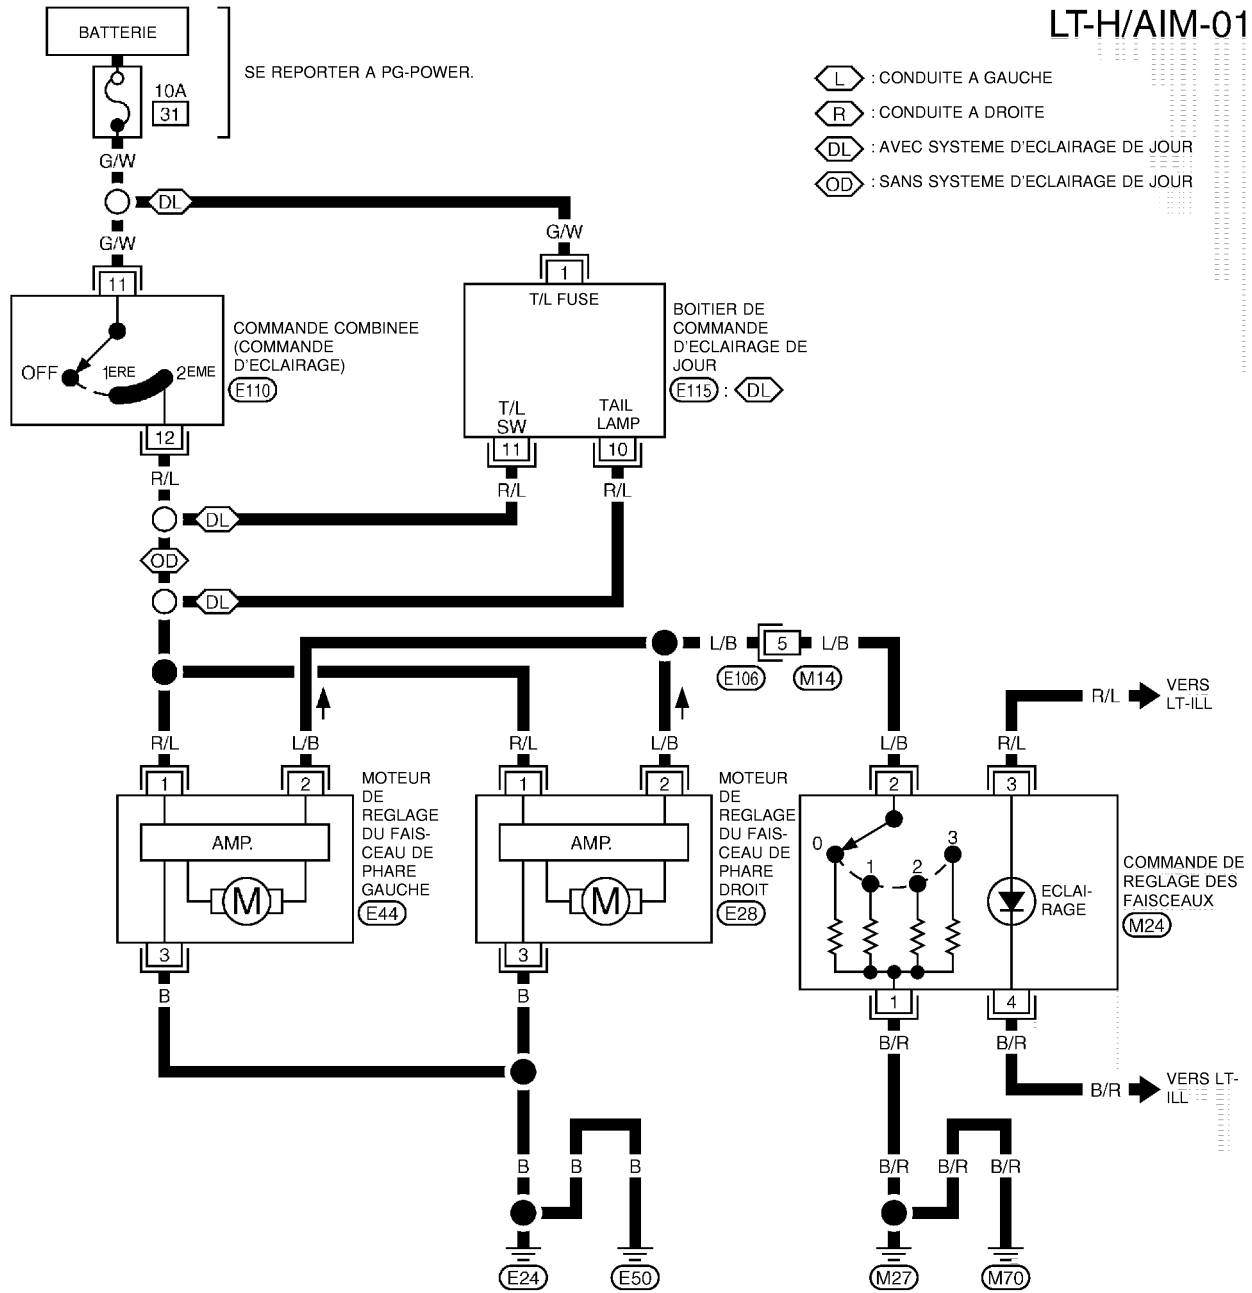 LT-H/AIM-01
BATTERIE
SE REPORTER A PG-POWER.
10A
31
L : CONDUITE A GAUCHE
R : CONDUITE A DROITE
DL : AVEC SYSTEME D'ECLAIRAGE DE JOUR
OD : SANS SYSTEME D'ECLAIRAGE DE JOUR
G/W
DL
G/W
G/W
11
1
T/L FUSE
COMMANDE COMBINEE
(COMMANDE
D'ECLAIRAGE)
E110
OFF
1ERE
2EME
BOITIER DE
COMMANDE
D'ECLAIRAGE DE
JOUR
E115 : DL
T/L
SW
TAIL
LAMP
12
11
10
R/L
R/L
R/L
DL
OD
DL
L/B
5
L/B
E106
M14
R/L
VERS
LT-ILL
R/L
L/B
R/L
L/B
L/B
R/L
1
2
1
2
2
3
MOTEUR
DE
REGLAGE
DU FAIS-
CEAU DE
PHARE
GAUCHE
E44
AMP.
M
MOTEUR
DE
REGLAGE
DU FAIS-
CEAU DE
PHARE
DROIT
E28
AMP.
M
0
1
2
3
ECLAI-
RAGE
COMMANDE DE
REGLAGE DES
FAISCEAUX
M24
3
3
1
4
B
B
B/R
B/R
B/R
VERS LT-
ILL
B
B
B
B/R
B/R
B/R
E24
E50
M27
M70